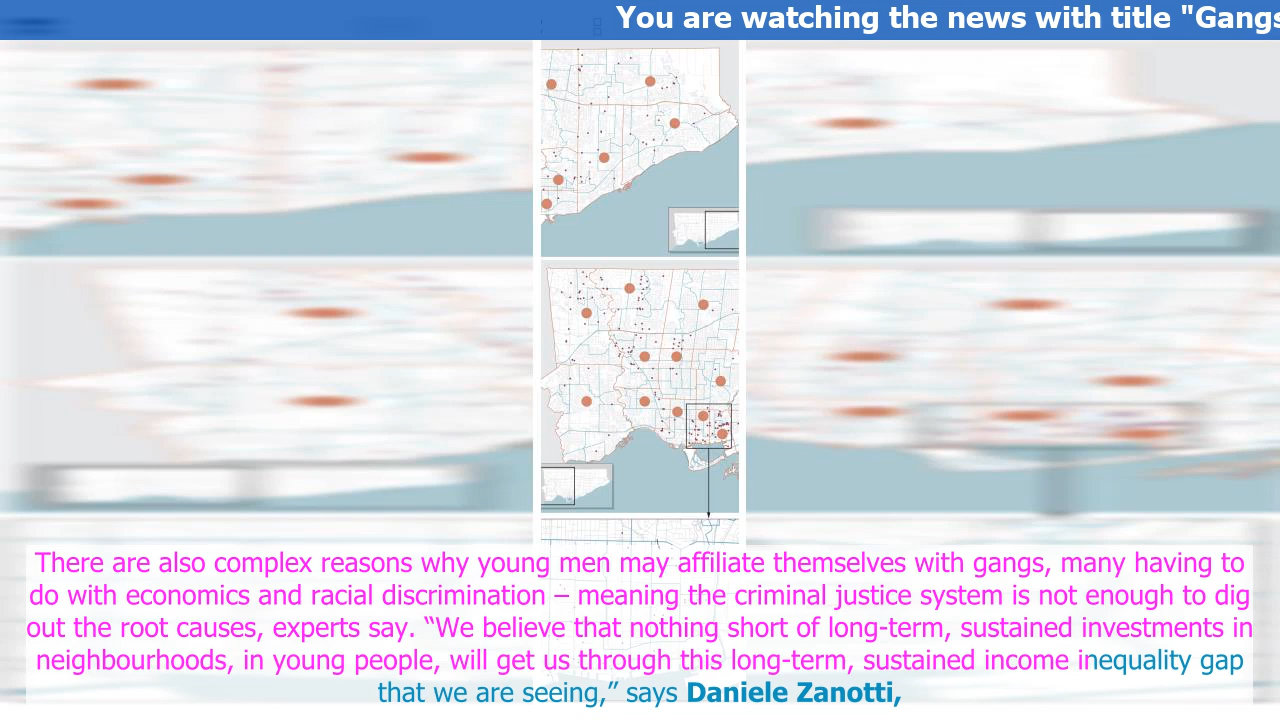 You are watching the news with title "Gangs
There are also complex reasons why young men may affiliate themselves with gangs, many having to
do with economics and racial discrimination – meaning the criminal justice system is not enough to dig
out the root causes, experts say. “We believe that nothing short of long-term, sustained investments in
neighbourhoods, in young people, will get us through this long-term, sustained income inequality gap
that we are seeing,” says Daniele Zanotti,